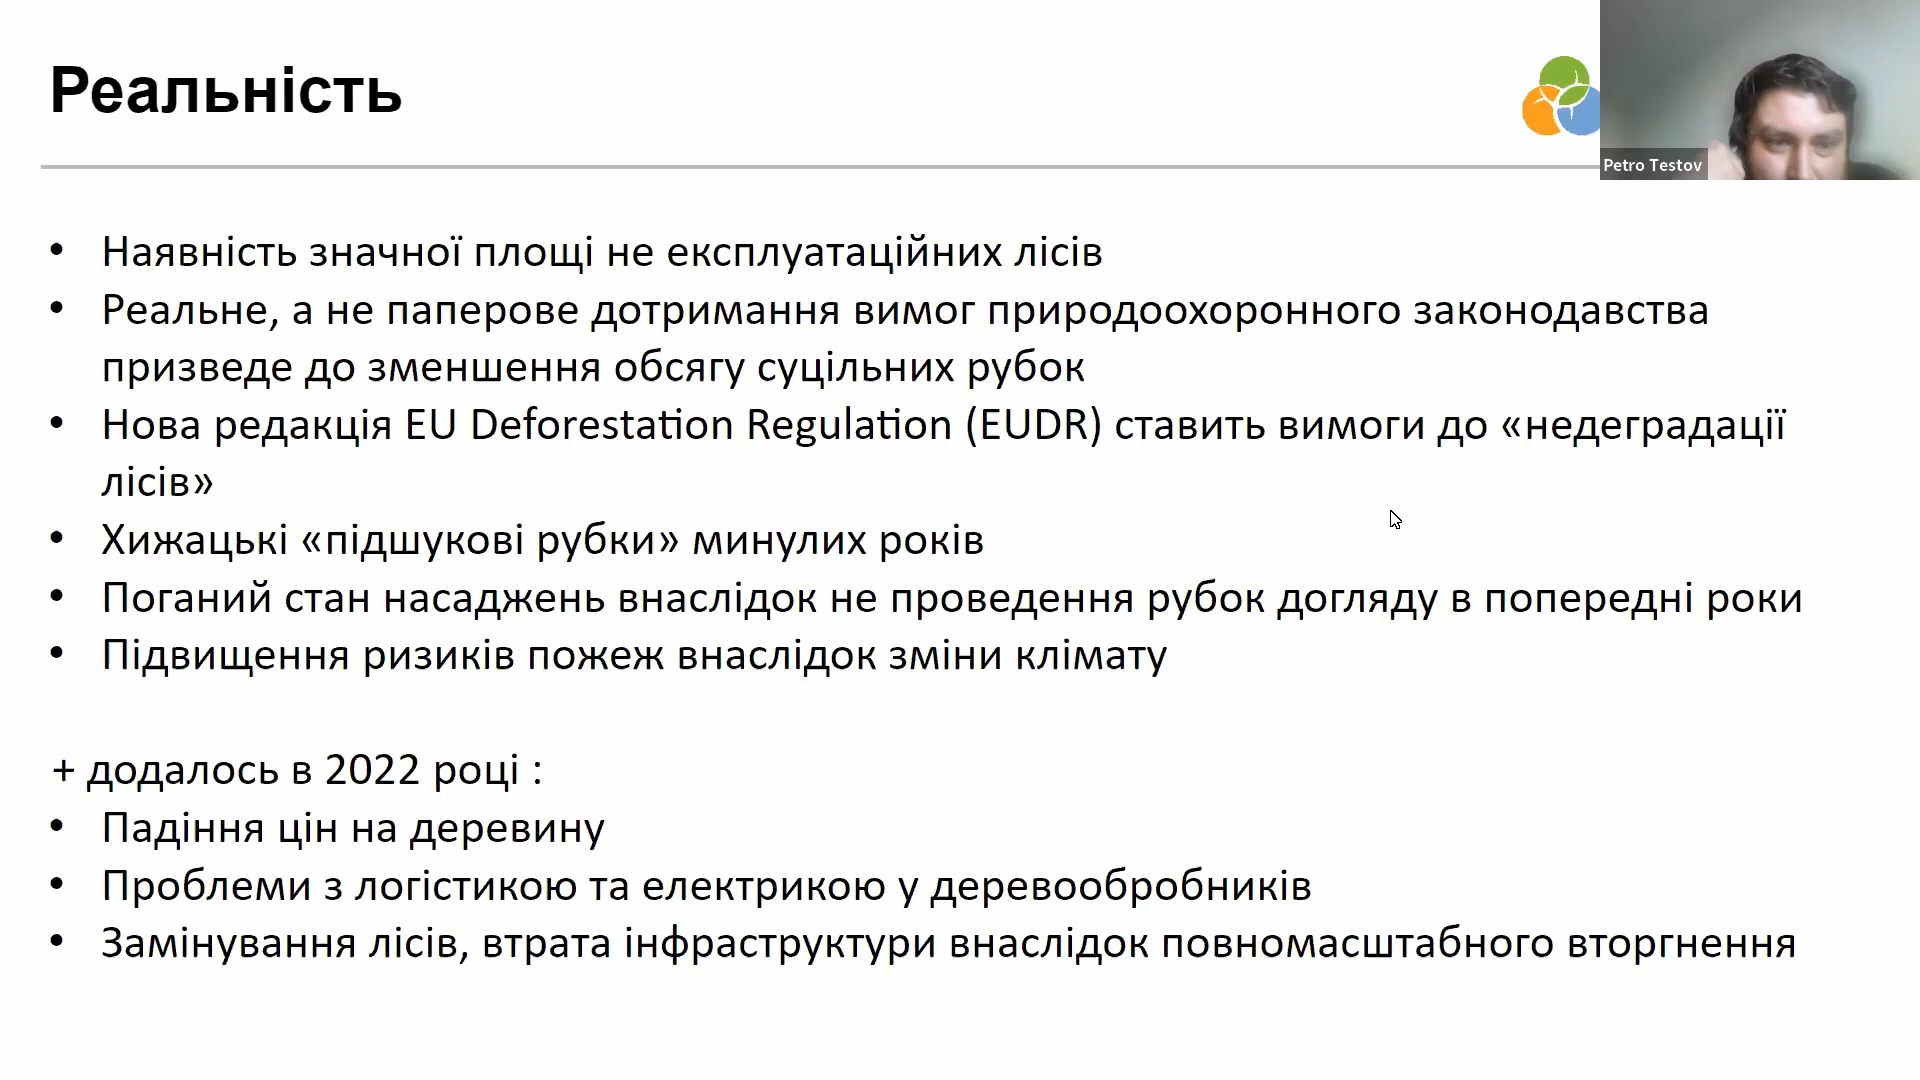 Реальність
Petro Testov
• Наявність значної площі не експлуатаційних лісів
• Реальне, а не паперове дотримання вимог природоохоронного законодавства
призведе до зменшення обсягу суцільних рубок
• Нова редакція EU Deforestation Regulation (EUDR) ставить вимоги до «недеградації
лісів»
• Хижацькі «підшукові рубки» минулих років
• Поганий стан насаджень внаслідок не проведення рубок догляду в попередні роки
• Підвищення ризиків пожеж внаслідок зміни клімату
+ додалось в 2022 році :
• Падіння цін на деревину
• Проблеми з логістикою та електрикою у деревообробників
• Замінування лісів, втрата інфраструктури внаслідок повномасштабного вторгнення